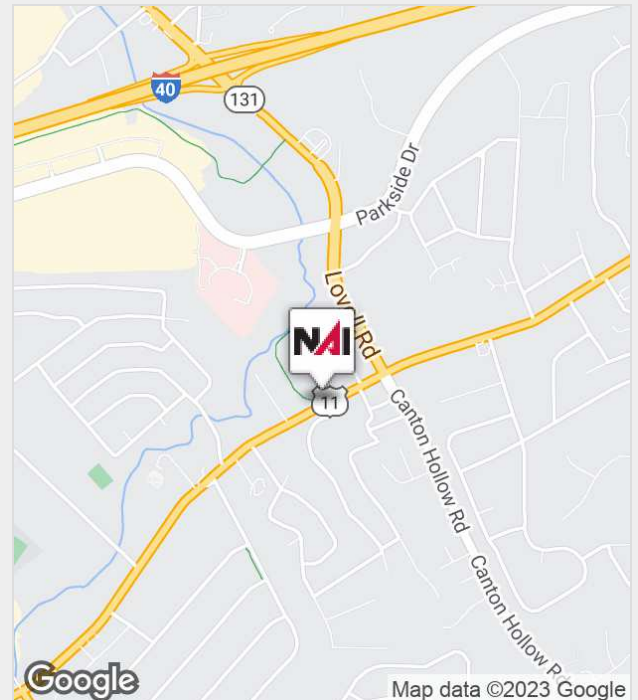 40
131
Parkside Dr
Lovell Rd
NAI
11
Canton Hollow Rd
Canton Hollow Rd
Google
Map data ©2023 Google